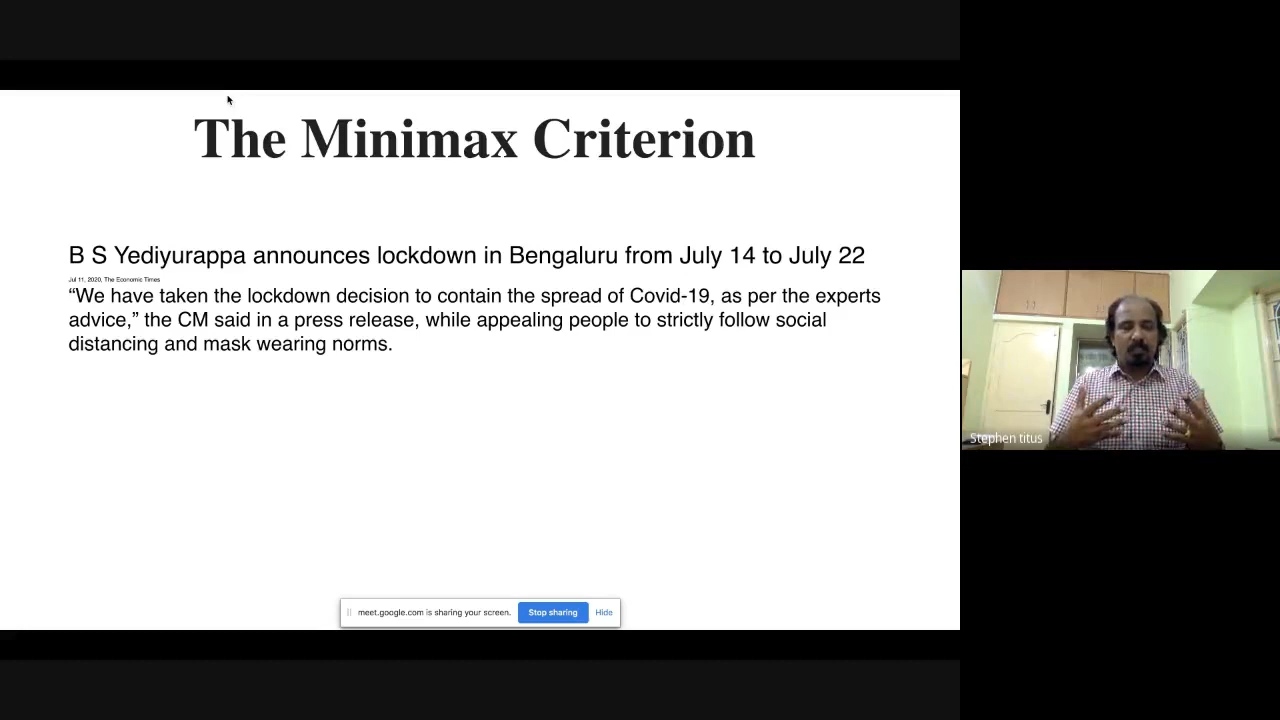 The Minimax Criterion
B S Yediyurappa announces lockdown in Bengaluru from July 14 to July 22
Jul 11, 2020, The Economic Times
“We have taken the lockdown decision to contain the spread of Covid-19, as per the experts
advice,” the CM said in a press release, while appealing people to strictly follow social
distancing and mask wearing norms.
Stephen titus
meet.google.com is sharing your screen. Stop sharing Hide